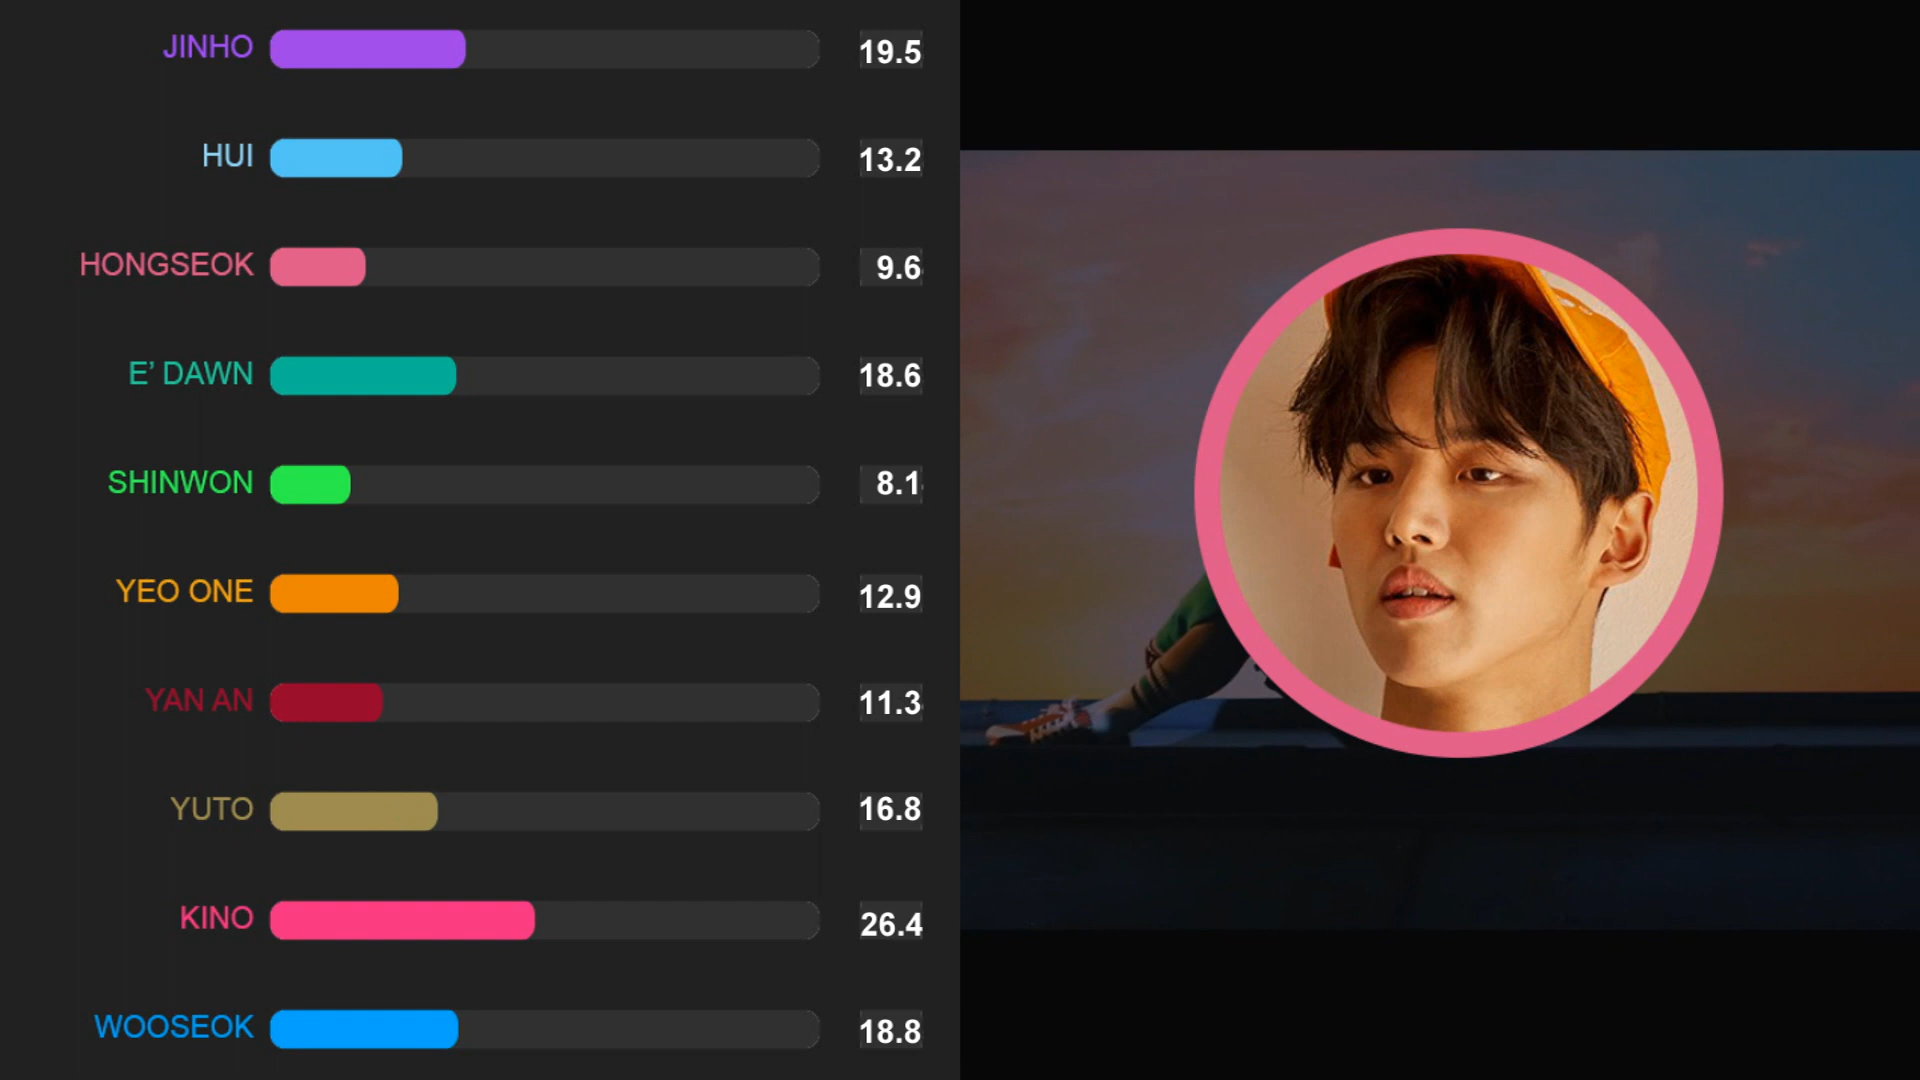 JINHO 19.5
HUI 13.2
HONGSEOK 9.6
E’ DAWN 18.6
SHINWON 8.1
YEO ONE 12.9
YAN AN 11.3
YUTO 16.8
KINO 26.4
WOOSEOK 18.8